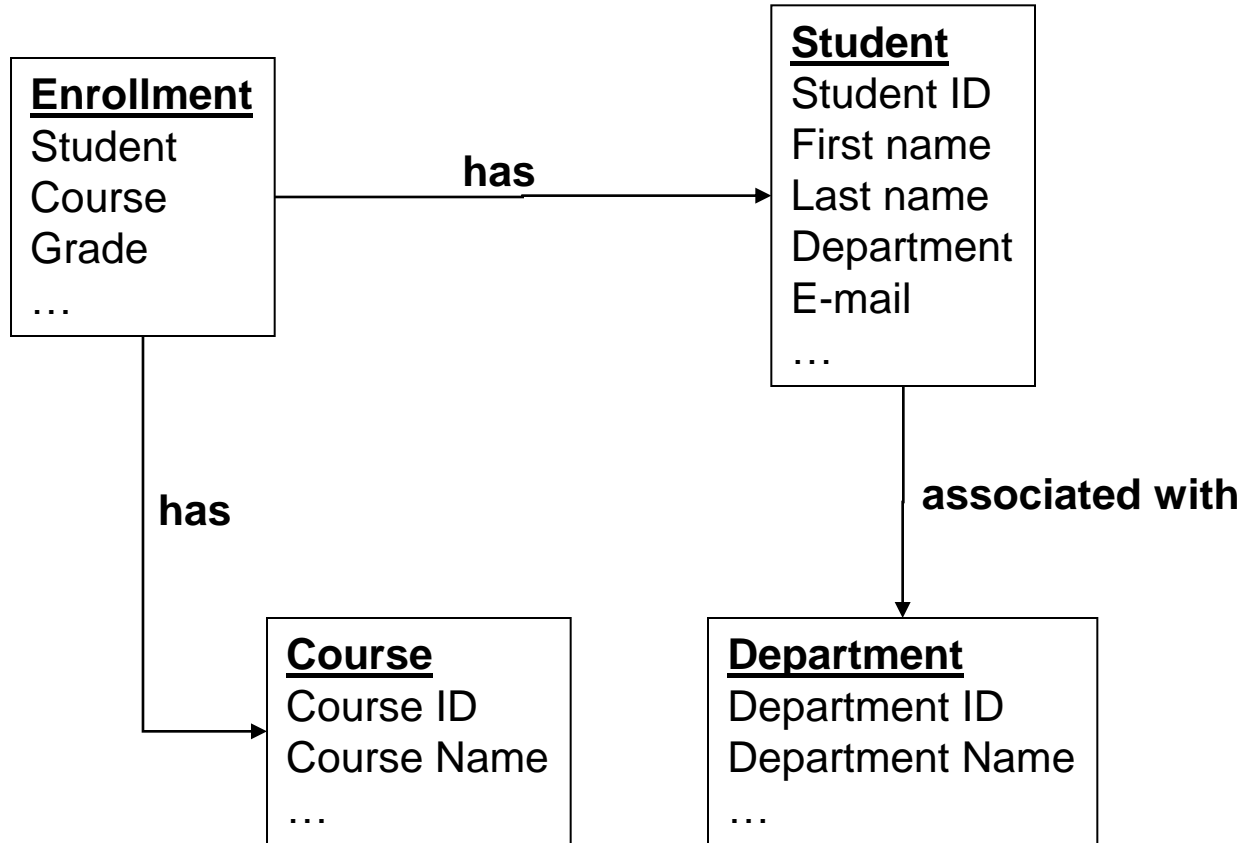 Enrollment
Student
Course
Grade
…
has
Student
Student ID
First name
Last name
Department
E-mail
…
has
associated with
Course
Course ID
Course Name
…
Department
Department ID
Department Name
…